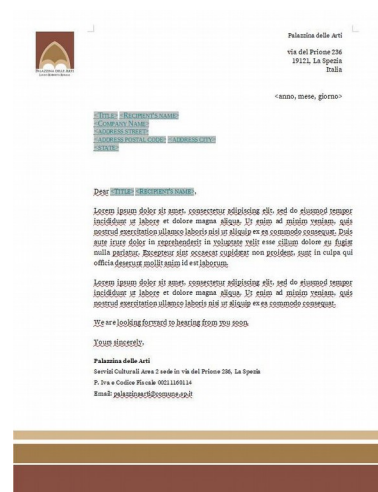 Palazzina delle Arti
via del Prione 236
19121, La Spezia
Italia
PALAZZINA DELLE ARTI
<anno, mese, giorno>
<TITLE> <RECIPIENT'S NAME>
<COMPANY NAME>
<ADDRESS STREET>
<ADDRESS POSTAL CODE> <ADDRESS CITY>
<STATE>
Dear <TITLE> <RECIPIENT'S NAME>,
Lorem ipsum dolor sit amet, consectetur adipiscing elit, sed do eiusmod tempor
incididunt ut labore et dolore magna aliqua. Ut enim ad minim veniam, quis
nostrud exercitation ullamco laboris nisi ut aliquip ex ea commodo consequat. Duis
aute irure dolor in reprehenderit in voluptate velit esse cillum dolore eu fugiat
nulla pariatur. Excepteur sint occaecat cupidatat non proident, sunt in culpa qui
officia deserunt mollit anim id est laborum.
Lorem ipsum dolor sit amet, consectetur adipiscing elit, sed do eiusmod tempor
incididunt ut labore et dolore magna aliqua. Ut enim ad minim veniam, quis
nostrud exercitation ullamco laboris nisi ut aliquip ex ea commodo consequat.
We are looking forward to hearing from you soon.
Yours sincerely,
Palazzina delle Arti
Servizi Culturali Area 2 sede in via del Prione 236, La Spezia
P. Iva e Codice Fiscale 00211160114
Email: palazzinaarti@comune.sp.it